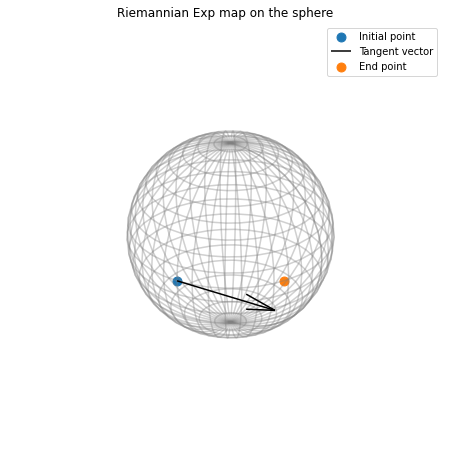 Riemannian Exp map on the sphere
Initial point
Tangent vector
End point